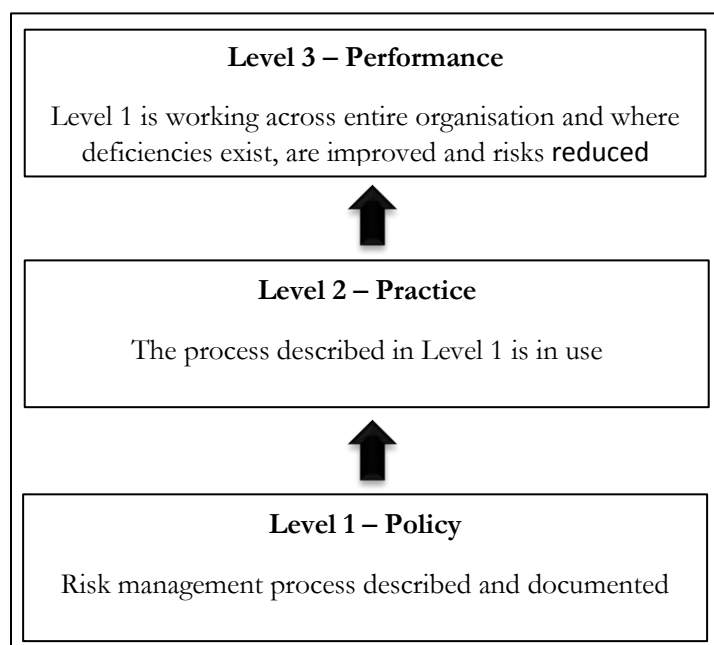 Level 3 – Performance
Level 1 is working across entire organisation and where
deficiencies exist, are improved and risks reduced
Level 2 – Practice
The process described in Level 1 is in use
Level 1 – Policy
Risk management process described and documented